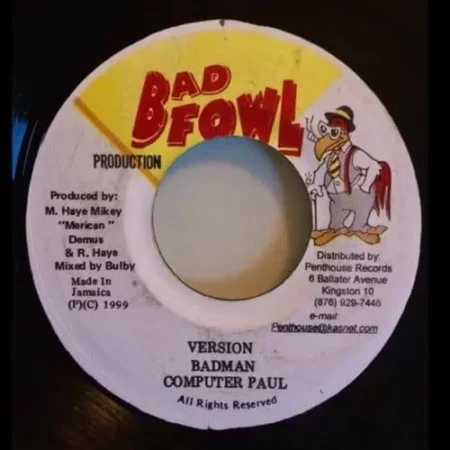 BAD
FOWL
PRODUCTION
Produced by:
M. Haye Mikey
"Merican"
Demus
& R. Haye
Mixed by Bulby
Made In
Jamaica
(P)(C) 1999
Distributed by:
Penthouse Records
6 Ballater Avenue
Kingston 10
(876) 929-7446
e-mail:
Penthouse@kasnet.com
VERSION
BADMAN
COMPUTER PAUL
All Rights Reserved